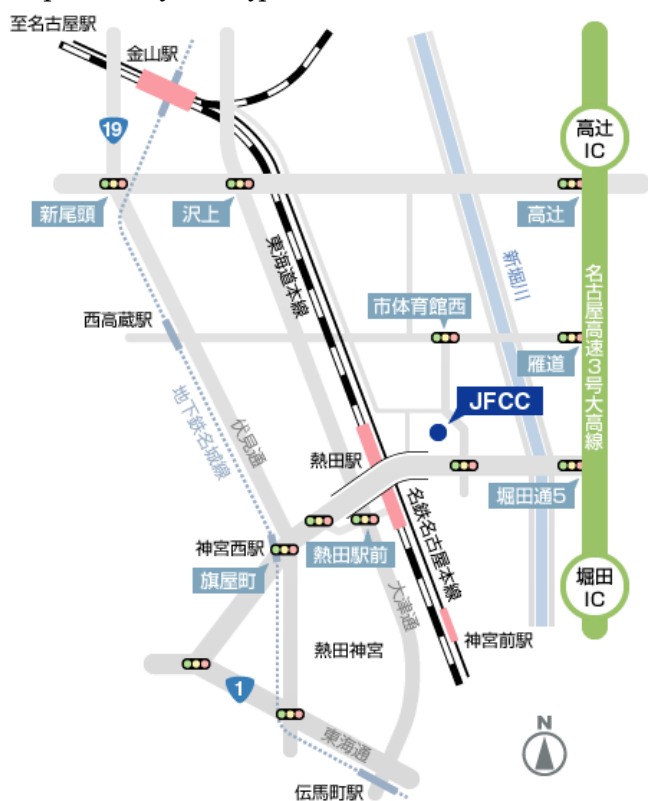 至名古屋駅
金山駅
19
高辻
IC
新尾頭
沢上
高辻
東海道本線
新堀川
市体育館西
西高蔵駅
雁道
名古屋高速3号大高線
地下鉄名城線
伏見通
JFCC
熱田駅
堀田通5
名鉄名古屋本線
神宮西駅
熱田駅前
旗屋町
大津通
堀田
IC
熱田神宮
神宮前駅
1
東海通
N
伝馬町駅